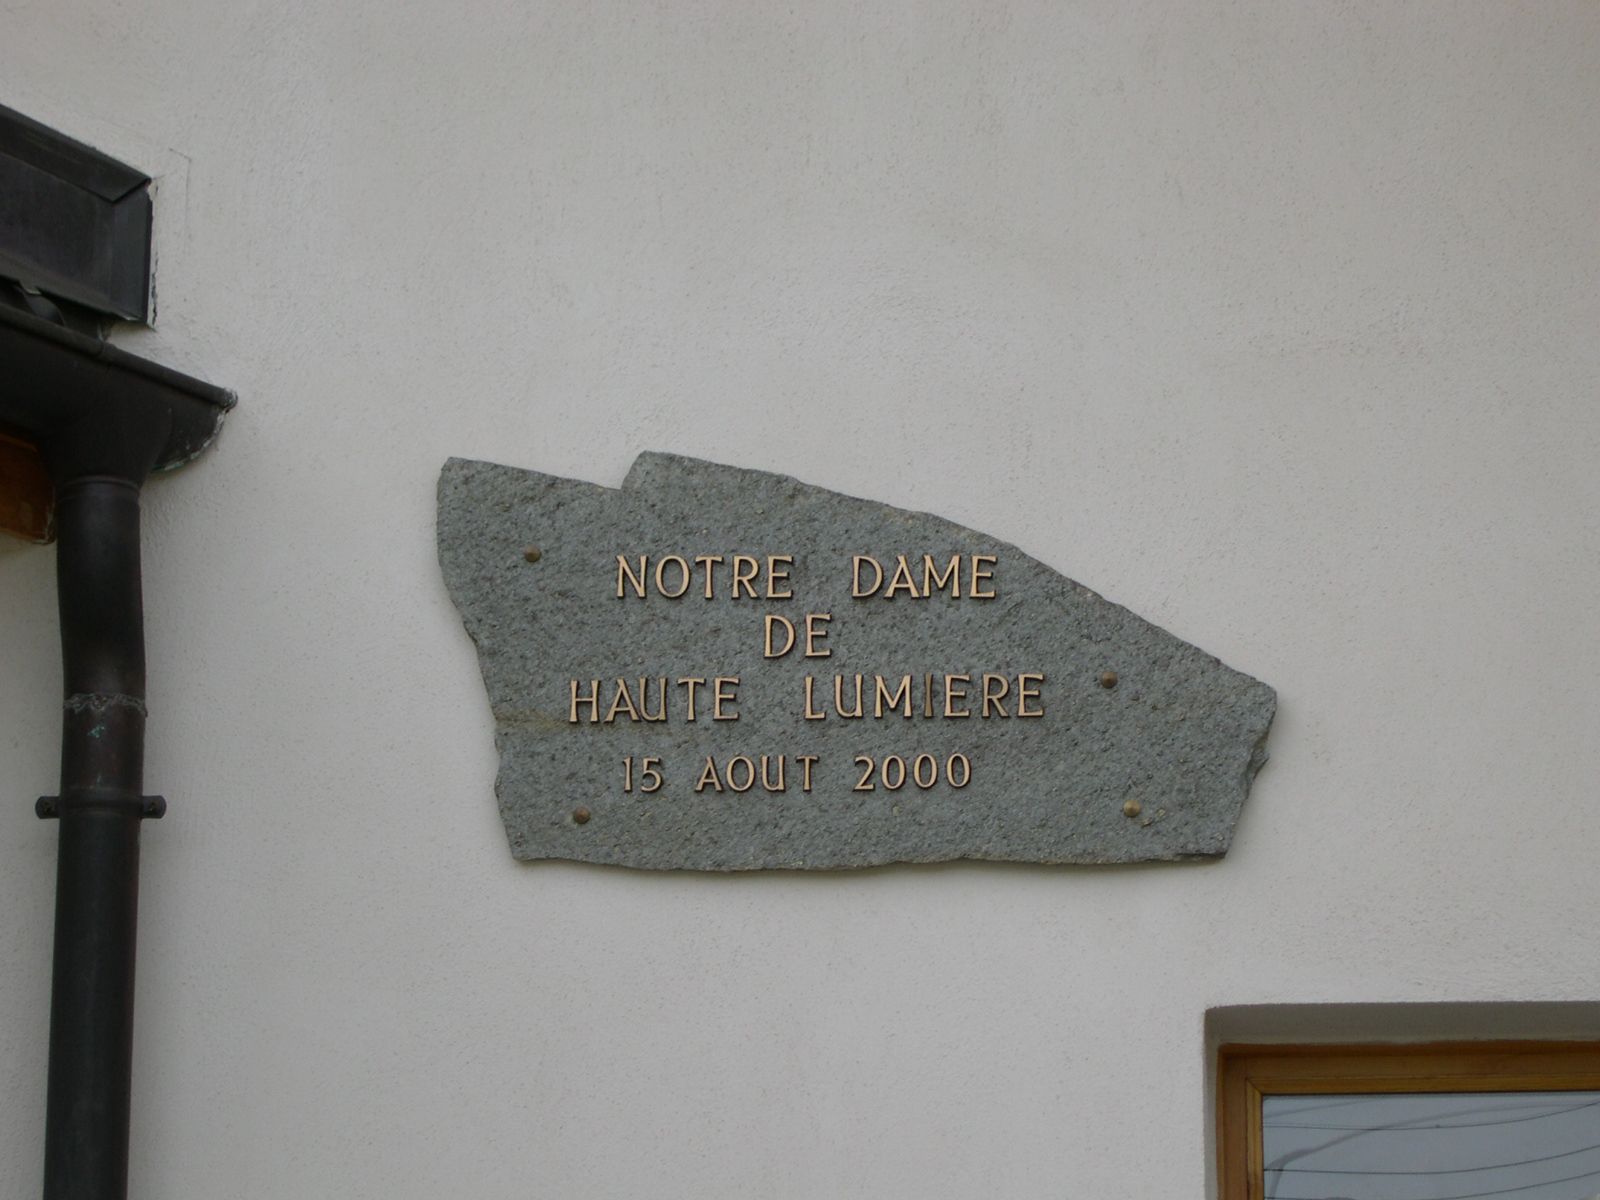 NOTRE DAME
DE
HAUTE LUMIERE
15 AOUT 2000